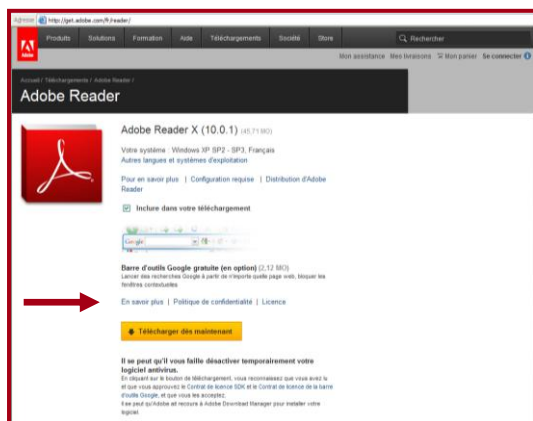 Adresse http://get.adobe.com/fr/reader/
Adobe
Produits Solutions Formation Aide Téléchargements Société Store Rechercher
Mon assistance Mes livraisons Mon panier Se connecter
Accueil / Téléchargements / Adobe Reader /
Adobe Reader
Adobe Reader X (10.0.1) (45,71 MO)
Votre système : Windows XP SP2 - SP3, Français
Autres langues et systèmes d'exploitation
Pour en savoir plus | Configuration requise | Distribution d'Adobe
Reader
Inclure dans votre téléchargement
Google
Barre d'outils Google gratuite (en option) (2,12 MO)
Lancer des recherches Google à partir de n'importe quelle page web, bloquer les
fenêtres contextuelles
En savoir plus | Politique de confidentialité | Licence
Télécharger dès maintenant
Il se peut qu'il vous faille désactiver temporairement votre
logiciel antivirus.
En cliquant sur le bouton de téléchargement, vous reconnaissez que vous avez lu
et que vous approuvez le Contrat de licence SDK et le Contrat de licence de la barre
d'outils Google, et que vous les acceptez.
Il se peut qu'Adobe ait recours à Adobe Download Manager pour installer votre
logiciel.